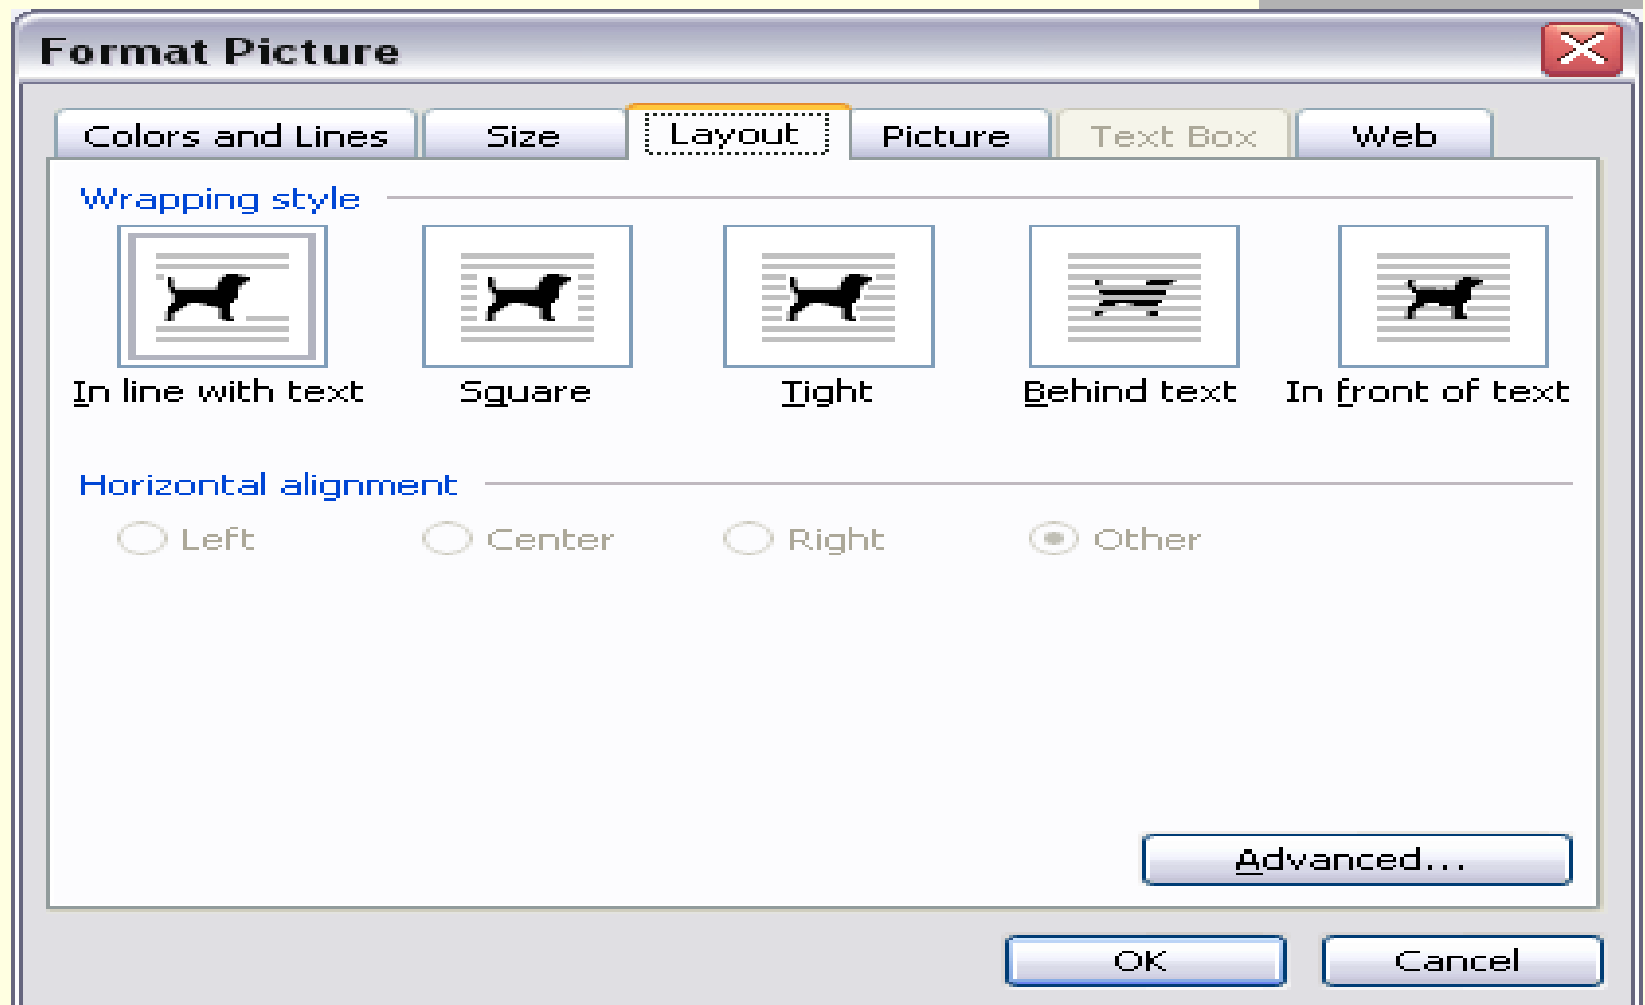 Format Picture
Colors and Lines Size Layout Picture Text Box Web
Wrapping style
In line with text Square Tight Behind text In front of text
Horizontal alignment
Left Center Right Other
Advanced...
OK Cancel